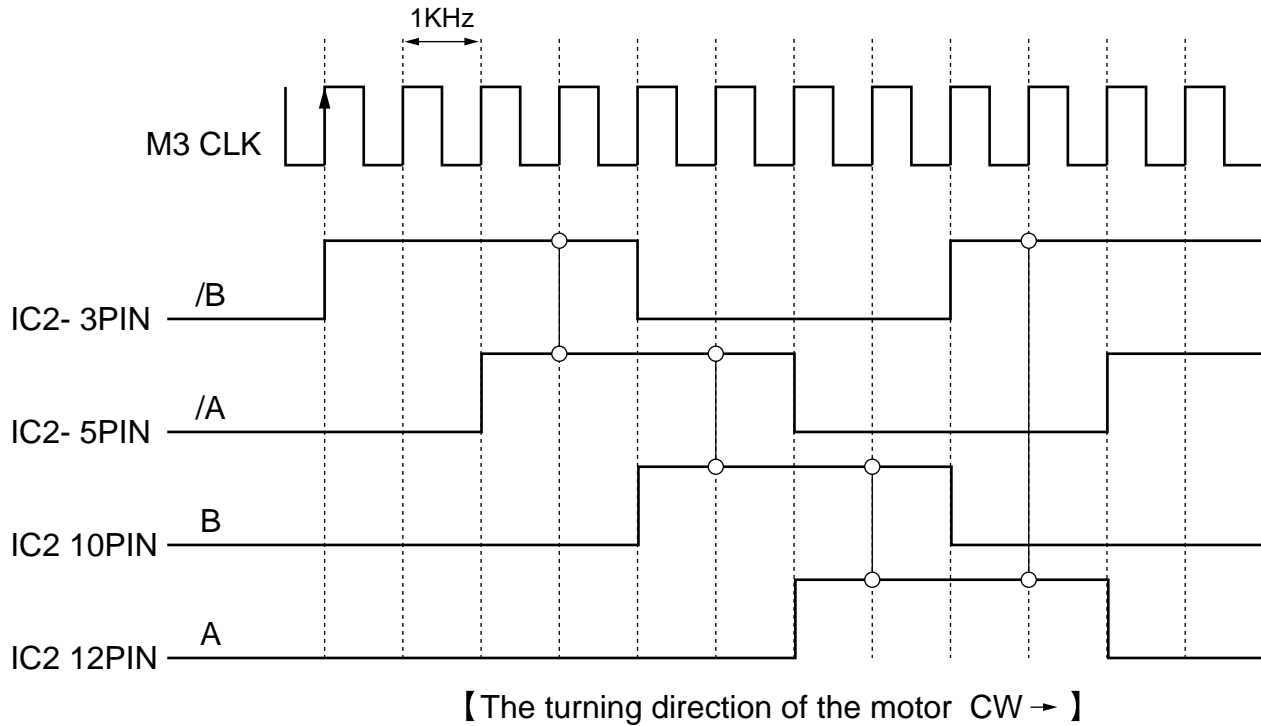 1KHz
M3 CLK
/B
IC2- 3PIN
/A
IC2- 5PIN
B
IC2 10PIN
A
IC2 12PIN
【The turning direction of the motor CW→】